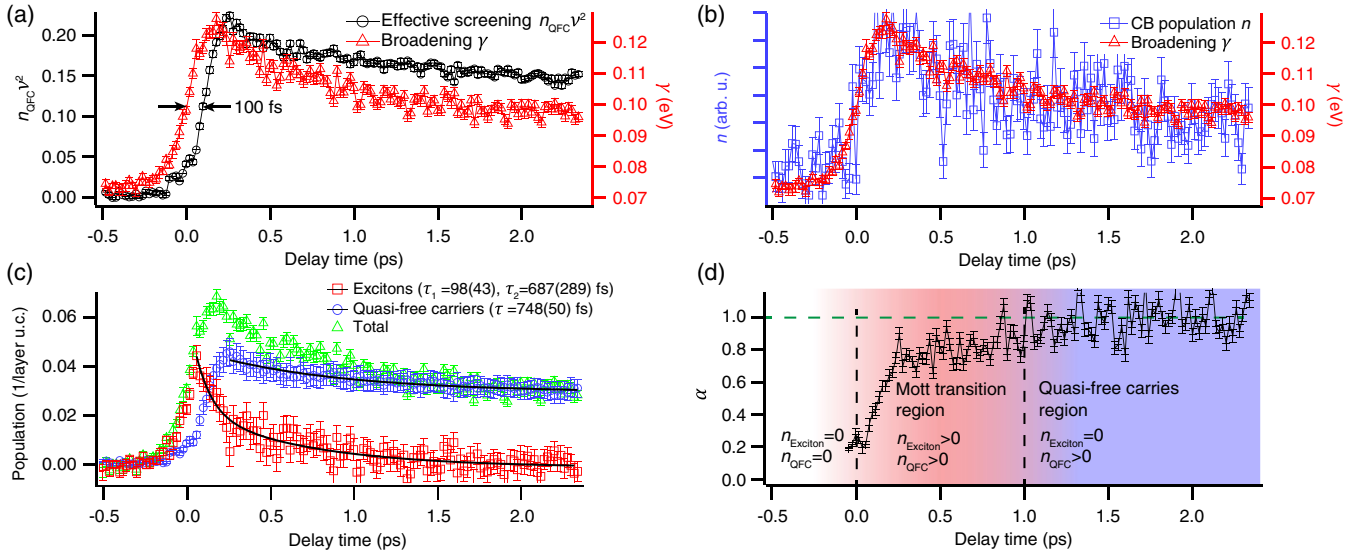 (a)
Effective screening n_QFC ν²
Broadening γ
0.20
0.15
0.10
0.05
0.00
n_QFC ν²
0.12
0.11
0.10
0.09
0.08
0.07
γ (eV)
100 fs
-0.5
0.0
0.5
1.0
1.5
2.0
Delay time (ps)
(b)
CB population n
Broadening γ
n (arb. u.)
0.12
0.11
0.10
0.09
0.08
0.07
γ (eV)
-0.5
0.0
0.5
1.0
1.5
2.0
Delay time (ps)
(c)
Excitons (τ₁ =98(43), τ₂=687(289) fs)
Quasi-free carriers (τ =748(50) fs)
Total
0.06
0.04
0.02
0.00
Population (1/layer u.c.)
-0.5
0.0
0.5
1.0
1.5
2.0
Delay time (ps)
(d)
1.0
0.8
0.6
0.4
0.2
0.0
α
n_Exciton=0
n_QFC=0
Mott transition
region
n_Exciton>0
n_QFC>0
Quasi-free carries
region
n_Exciton=0
n_QFC>0
-0.5
0.0
0.5
1.0
1.5
2.0
Delay time (ps)